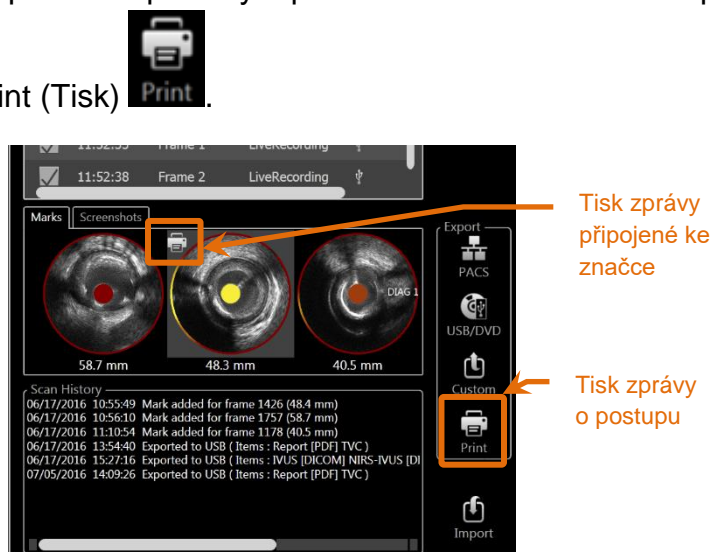 int (Tisk) Print .
11:52:38 Frame 2 LiveRecording
Tisk zprávy
připojené ke
značce
Marks Screenshots
Export
PACS
DIAG 1
USB/DVD
58.7 mm 48.3 mm 40.5 mm
Custom
Tisk zprávy
o postupu
Scan History
06/17/2016 10:55:49 Mark added for frame 1426 (48.4 mm)
06/17/2016 10:56:10 Mark added for frame 1757 (58.7 mm)
06/17/2016 11:10:54 Mark added for frame 1178 (40.5 mm)
06/17/2016 13:54:40 Exported to USB ( Items : Report [PDF] TVC )
06/17/2016 15:27:16 Exported to USB ( Items : IVUS [DICOM] NIRS-IVUS [DI
07/05/2016 14:09:26 Exported to USB ( Items : Report [PDF] TVC )
Print
Import